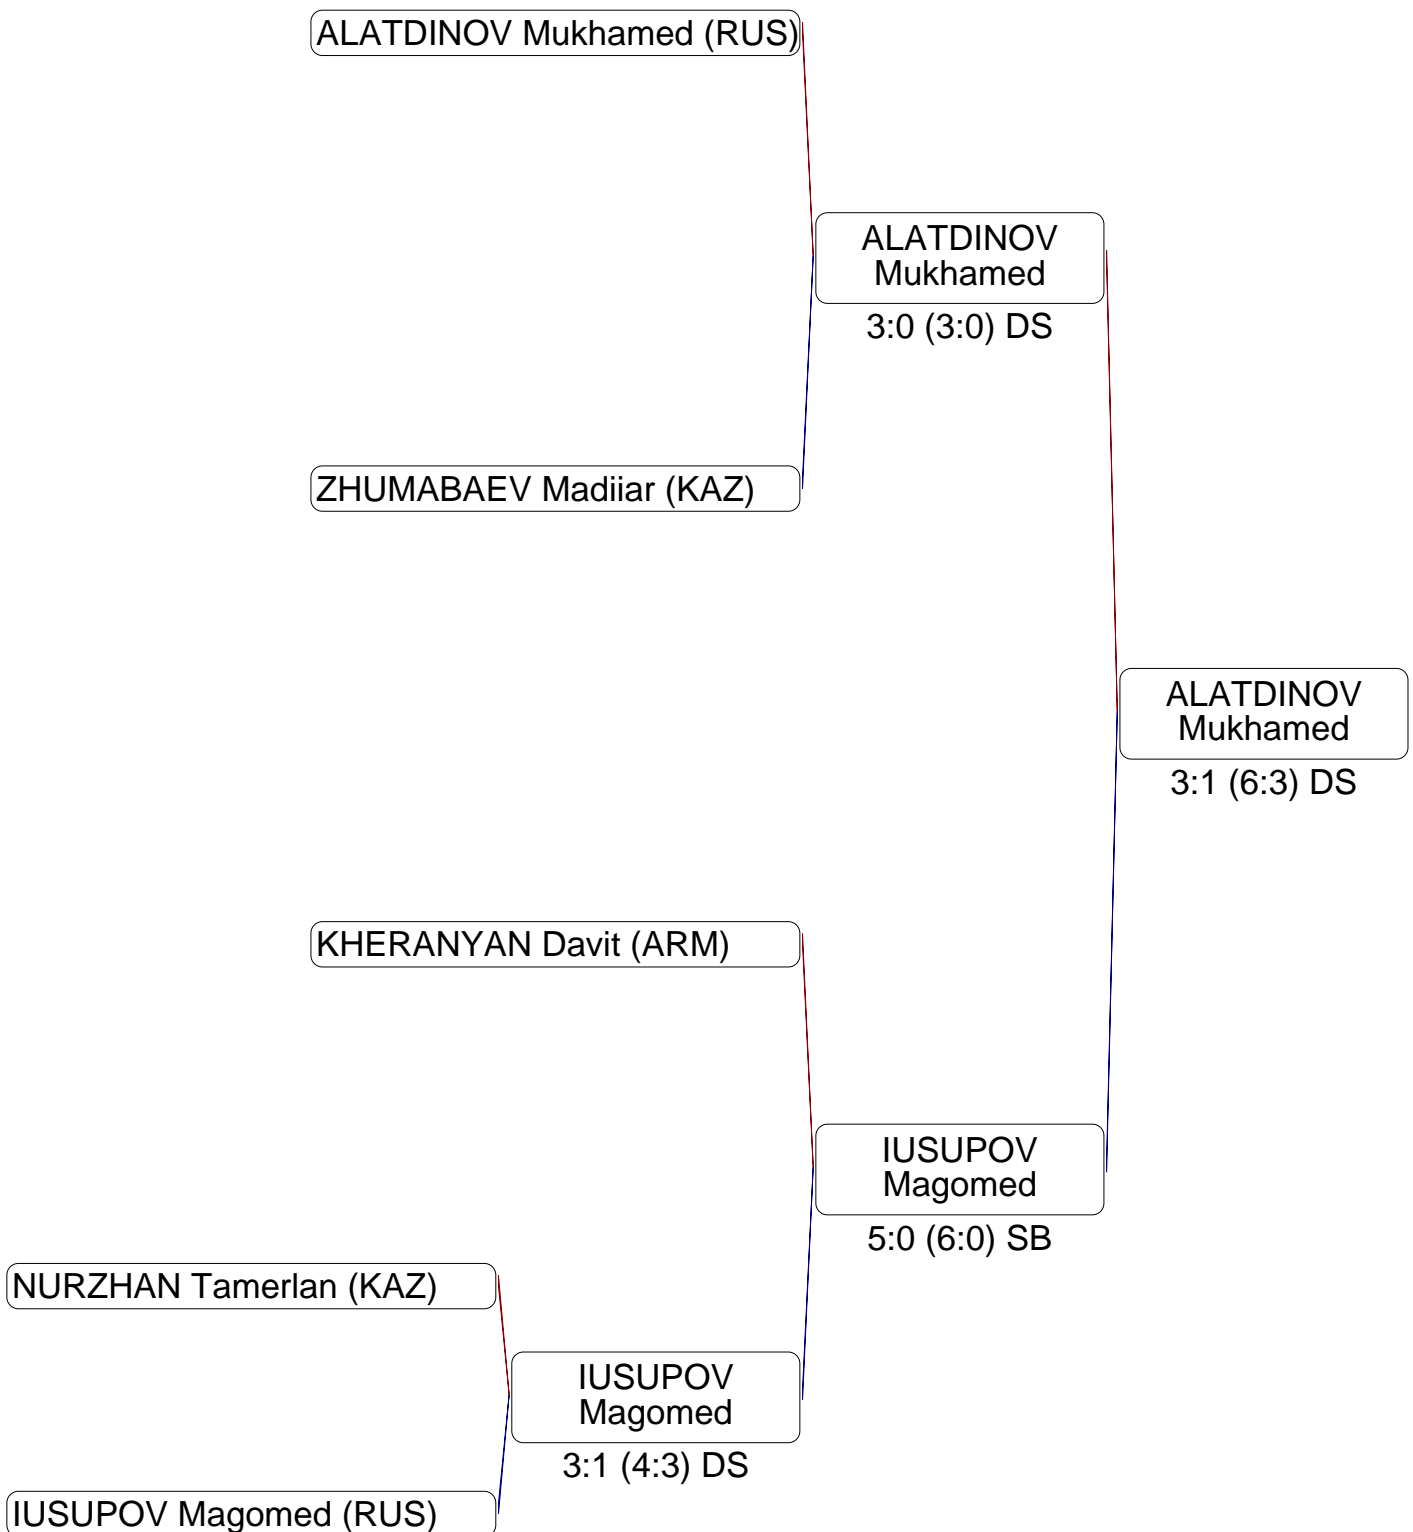 ALATDINOV Mukhamed (RUS)
ALATDINOV
Mukhamed
3:0 (3:0) DS
ZHUMABAEV Madiiar (KAZ)
ALATDINOV
Mukhamed
3:1 (6:3) DS
KHERANYAN Davit (ARM)
IUSUPOV
Magomed
5:0 (6:0) SB
NURZHAN Tamerlan (KAZ)
IUSUPOV
Magomed
3:1 (4:3) DS
IUSUPOV Magomed (RUS)